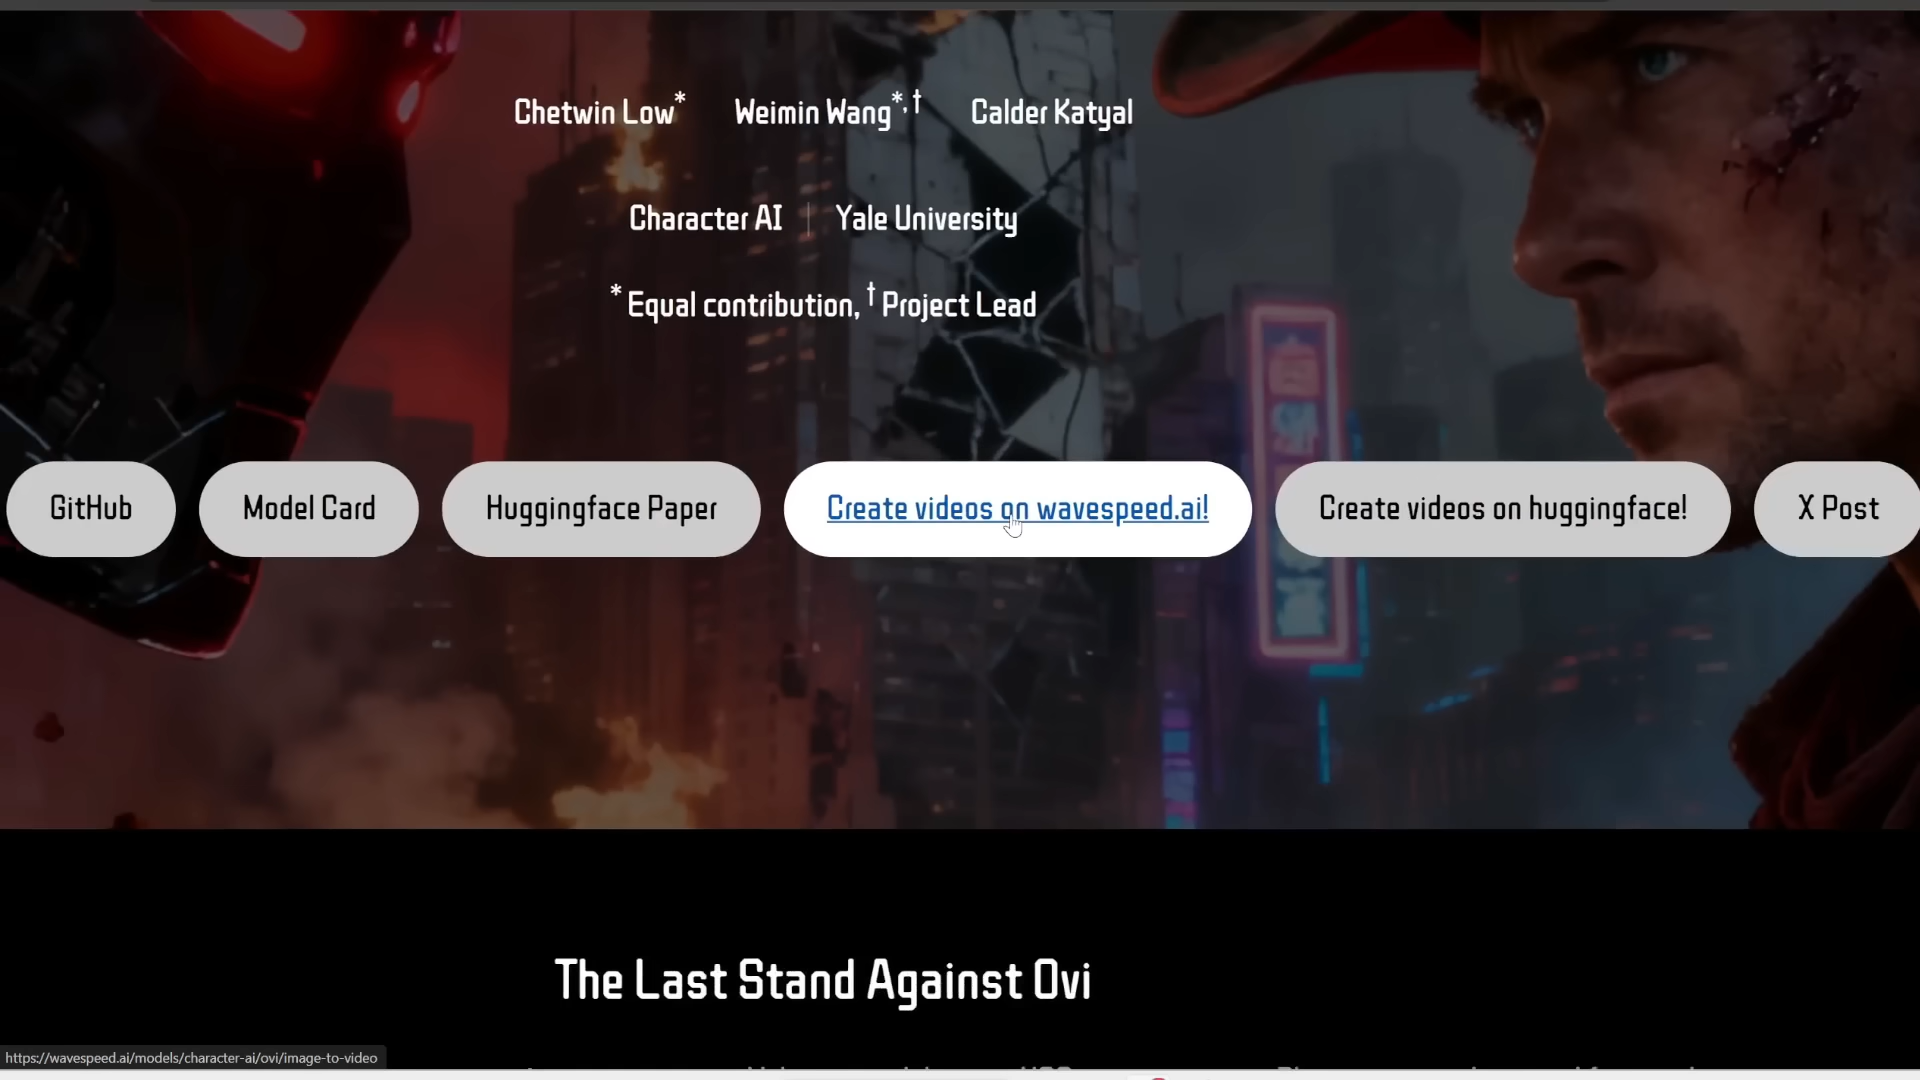 Chetwin Low* Weimin Wang*,† Calder Katyal
Character AI | Yale University
* Equal contribution, † Project Lead
GitHub Model Card Huggingface Paper Create videos on wavespeed.ai! Create videos on huggingface! X Post
The Last Stand Against Ovi
https://wavespeed.ai/models/character-ai/ovi/image-to-video